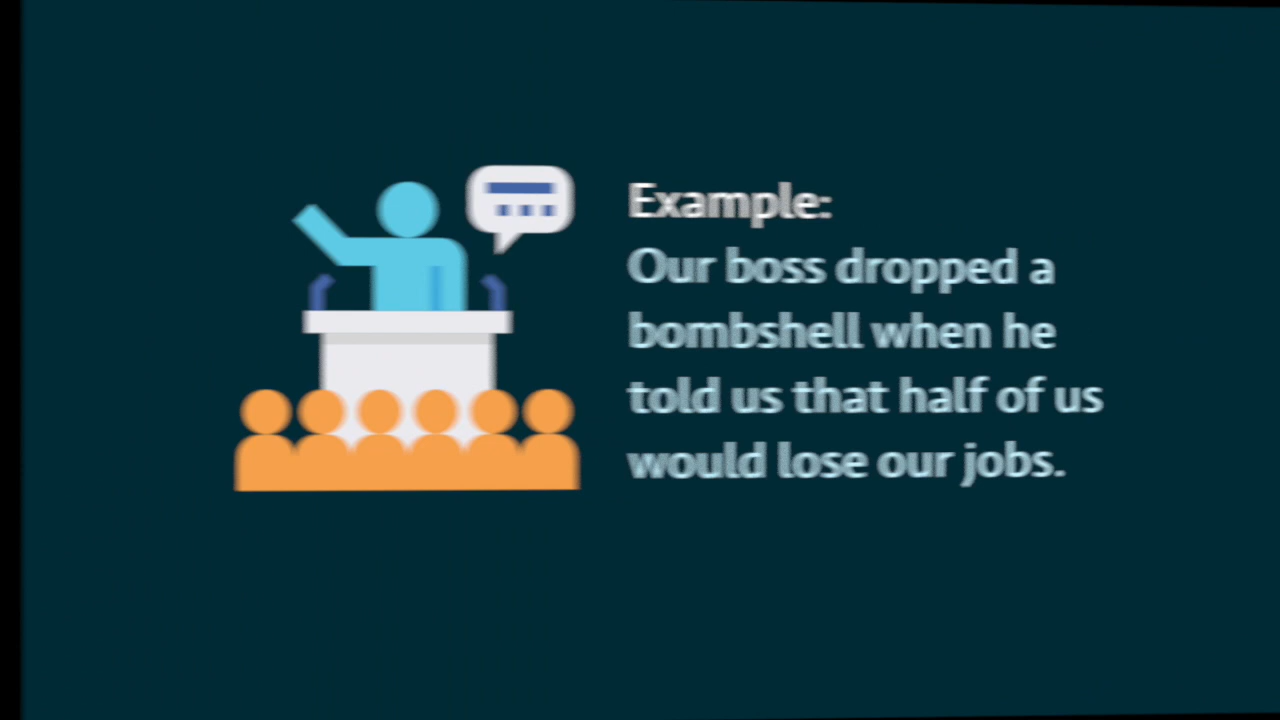 Example:
Our boss dropped a
bombshell when he
told us that half of us
would lose our jobs.